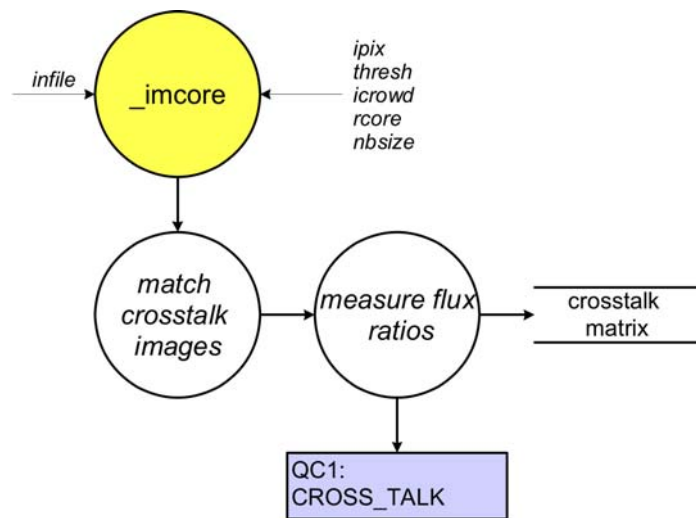 infile
_imcore
ipix
thresh
icrowd
rcore
nbsize
match
crosstalk
images
measure flux
ratios
crosstalk
matrix
QC1:
CROSS_TALK